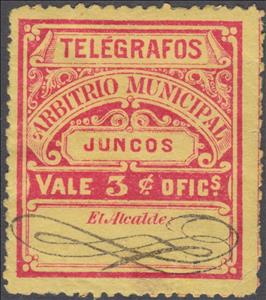 TELÉGRAFOS
ARBITRIO MUNICIPAL
JUNCOS
VALE 3 ¢ OFICS.
El Alcalde,